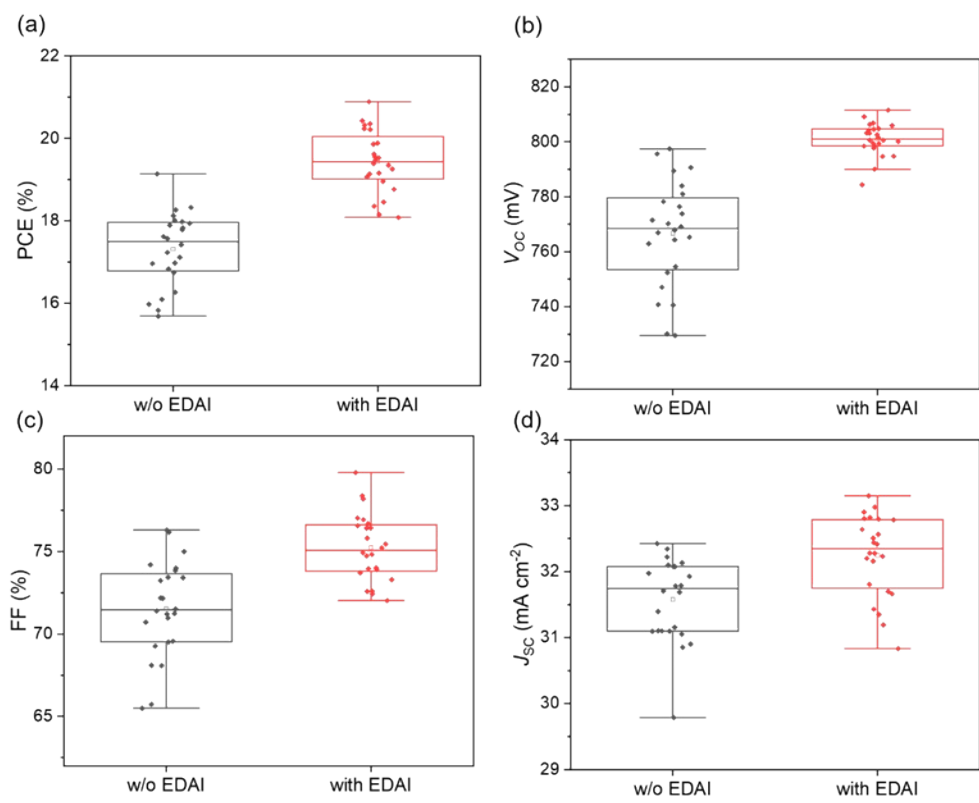 (a)
22
20
18
16
14
PCE (%)
w/o EDAI
with EDAI
(b)
820
800
780
760
740
720
V_OC (mV)
w/o EDAI
with EDAI
(c)
80
75
70
65
FF (%)
w/o EDAI
with EDAI
(d)
34
33
32
31
30
29
J_SC (mA cm⁻²)
w/o EDAI
with EDAI